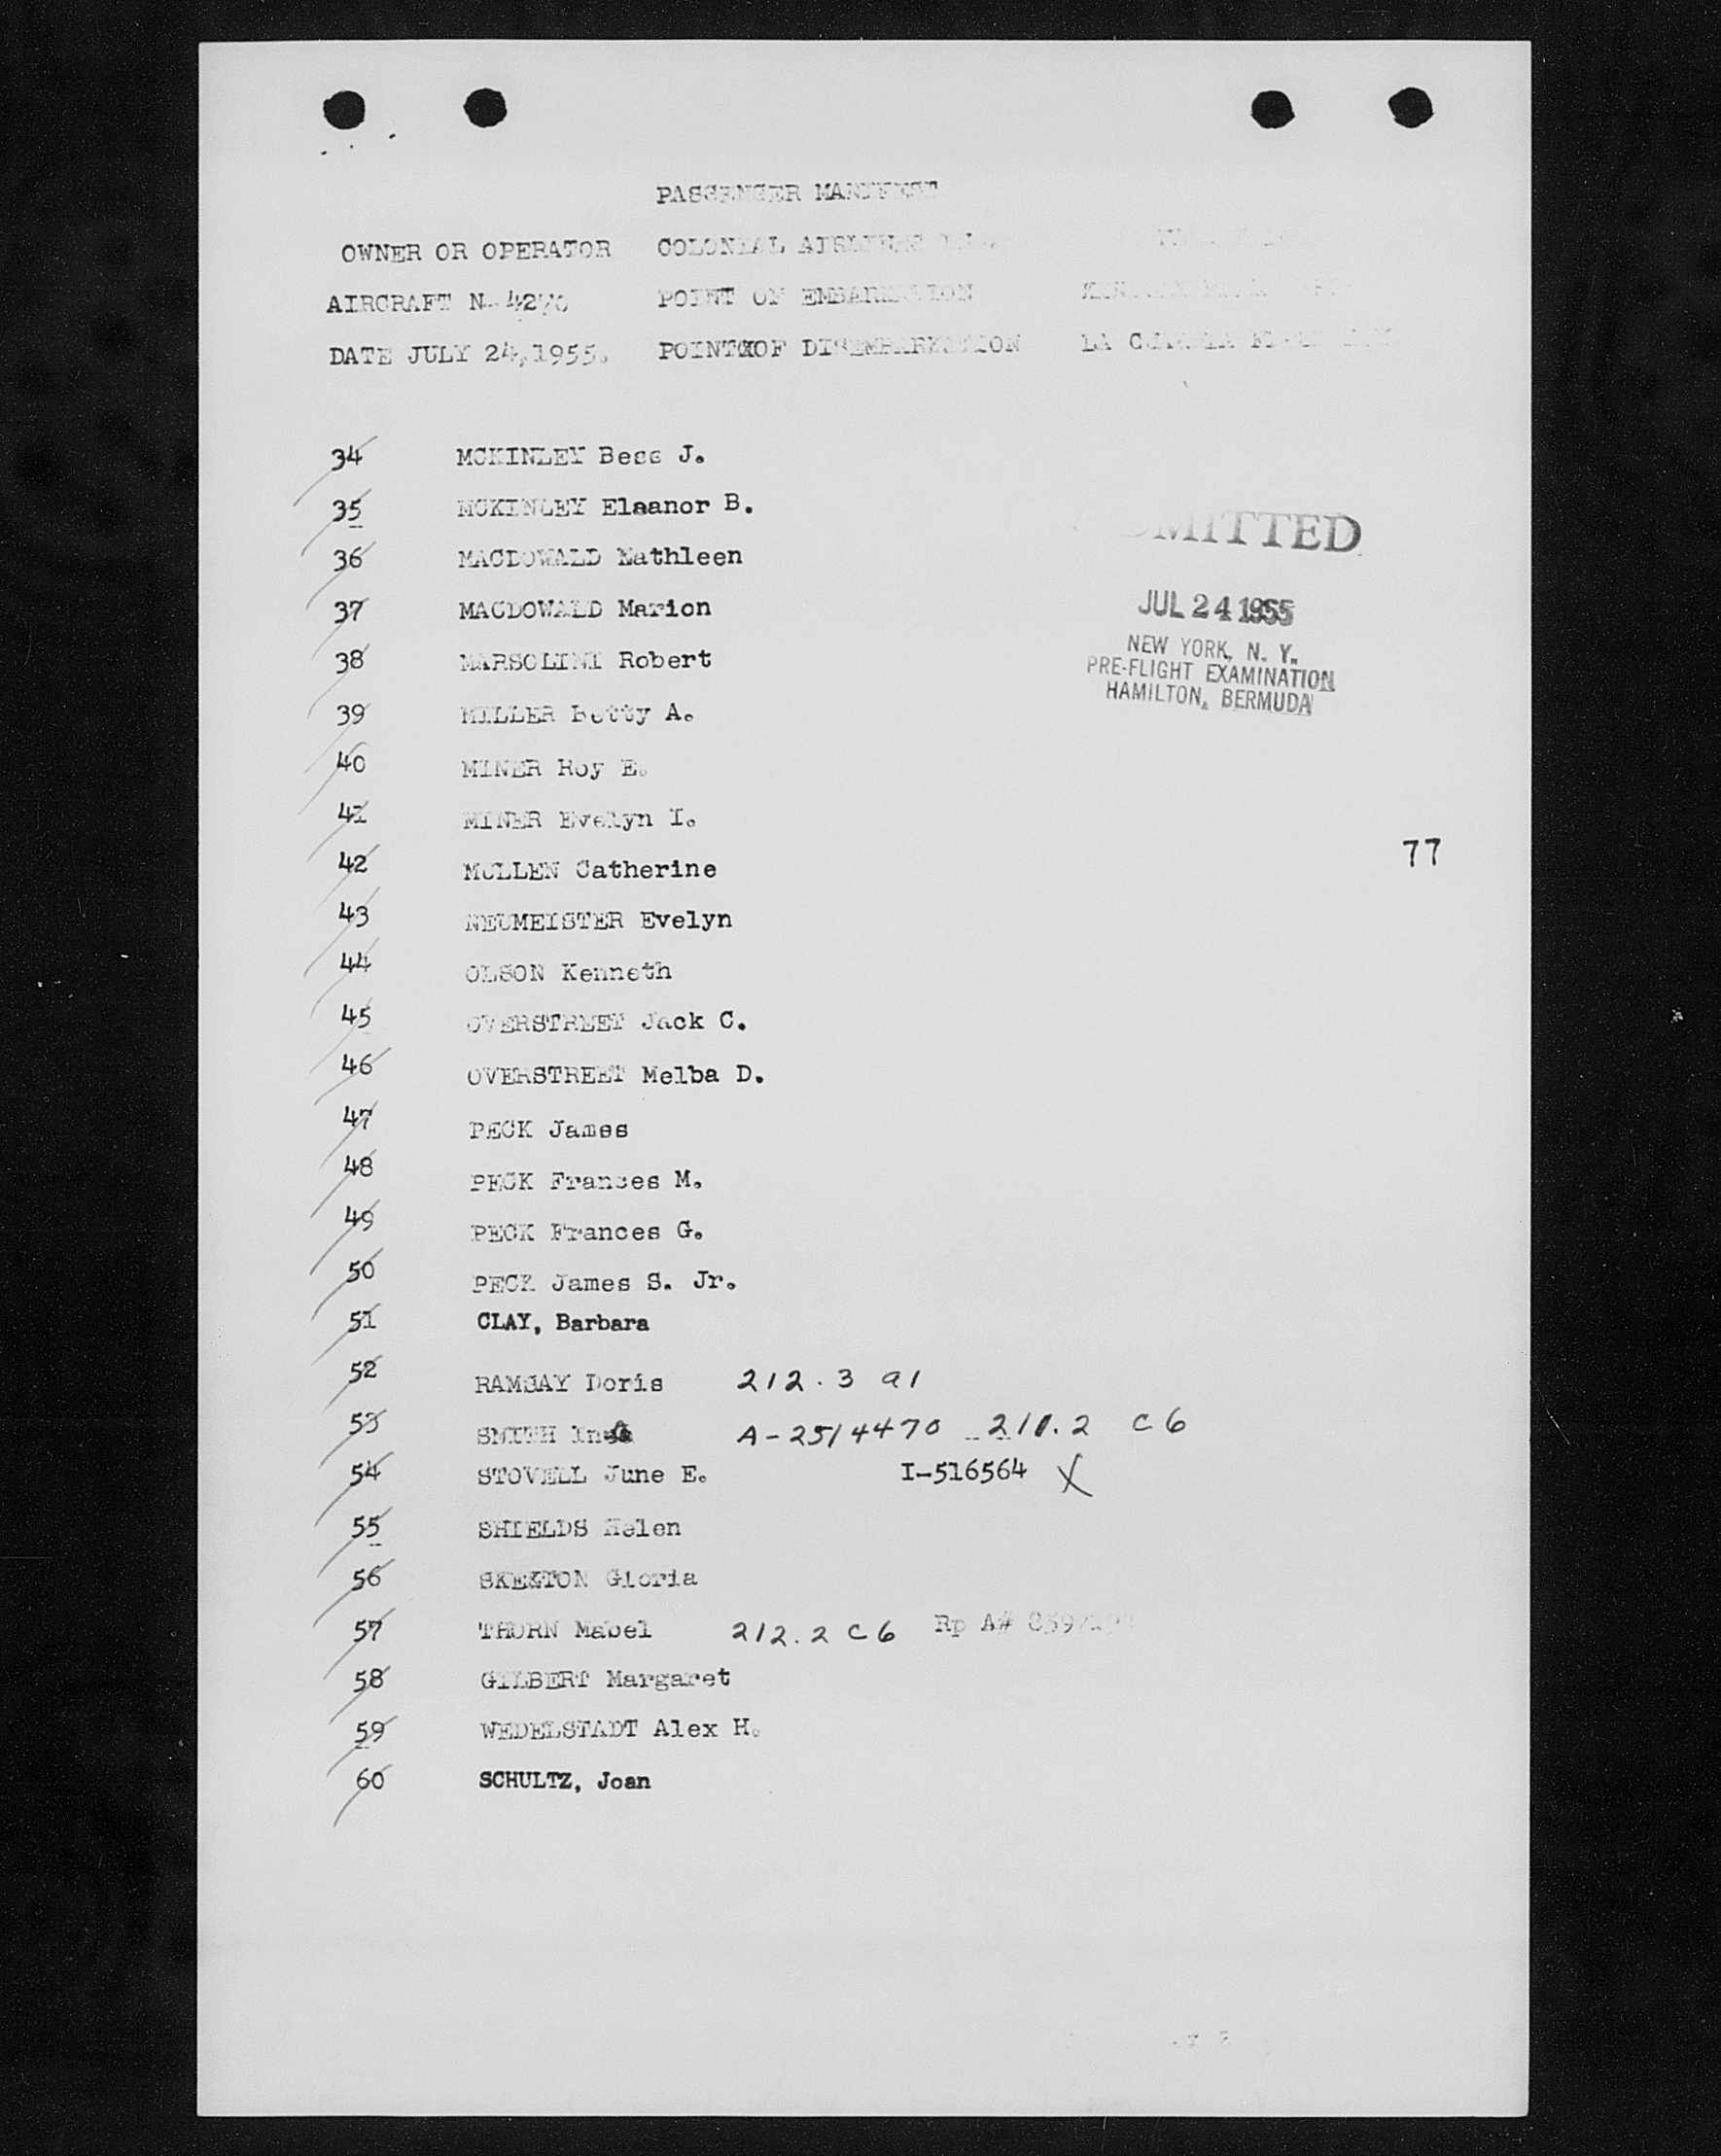 PASSENGER MANIFEST
OWNER OR OPERATOR COLONIAL AIRLINES
AIRCRAFT N- POINT OF EMBARKATION
DATE JULY 24, 1955. POINTXOF DISEMBARKATION LA
34 MCKINLEY Bess J.
35 MCKINLEY Eleanor B.
36 MACDOWALD Kathleen
37 MACDOWALD Marion
38 MARSOLINI Robert
39 MILLER Betty A.
40 MINER Roy E.
41 MINER Evelyn I.
42 MULLEN Catherine
43 NEUMEISTER Evelyn
44 OLSON Kenneth
45 OVERSTREET Jack C.
46 OVERSTREET Melba D.
47 PECK James
48 PECK Frances M.
49 PECK Frances G.
50 PECK James S. Jr.
51 CLAY, Barbara
52 RAMSAY Doris 212.3 a1
53 SMITH A-2514470 211.2 C6
54 STOVELL June E. I-516564 X
55 SHIELDS Helen
56 SKEKTON Gloria
57 THORN Mabel 212.2 C6 Rp A#
58 GILBERT Margaret
59 WEDELSTADT Alex H.
60 SCHULTZ, Joan
ADMITTED
JUL 24 1955
NEW YORK, N. Y.
PRE-FLIGHT EXAMINATION
HAMILTON, BERMUDA
77